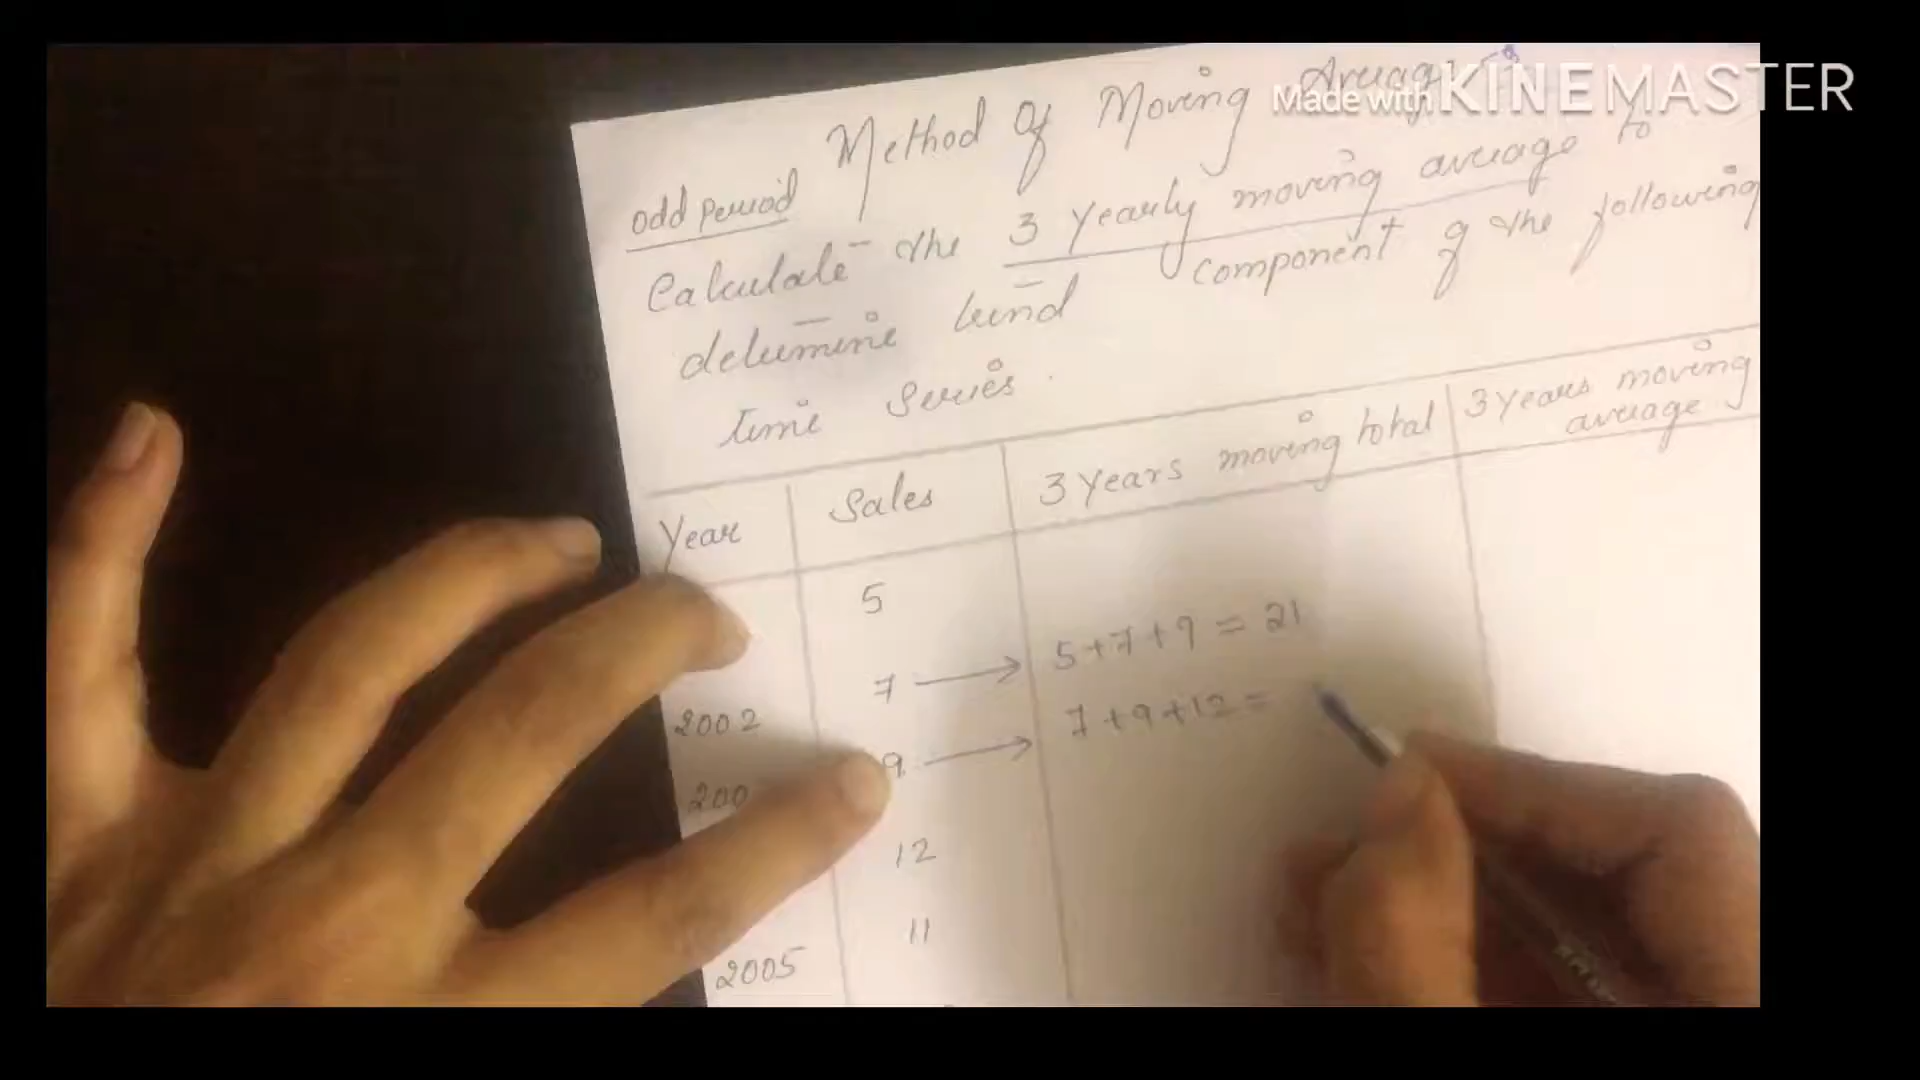 Method Of Moving Average
Made with KINEMASTER
odd period
Calculate the 3 yearly moving average to
determine trend component of the following
time series.
Year Sales 3 years moving total 3 years moving average
5
7 → 5+7+9 = 21
2002
9 → 7+9+12=
200
12
11
2005